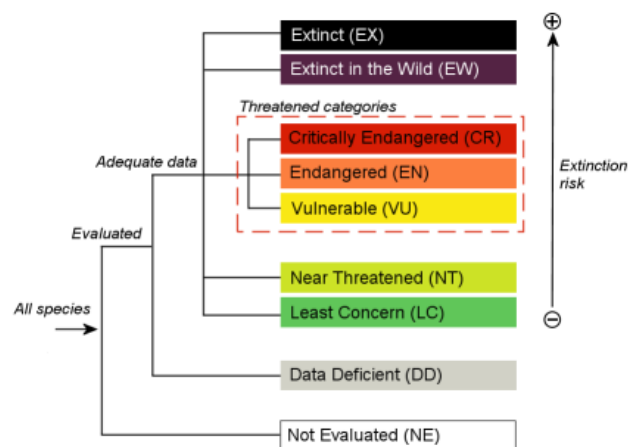 Extinct (EX)
Extinct in the Wild (EW)
Threatened categories
Critically Endangered (CR)
Adequate data
Endangered (EN)
Extinction
risk
Vulnerable (VU)
Evaluated
Near Threatened (NT)
All species
Least Concern (LC)
Data Deficient (DD)
Not Evaluated (NE)